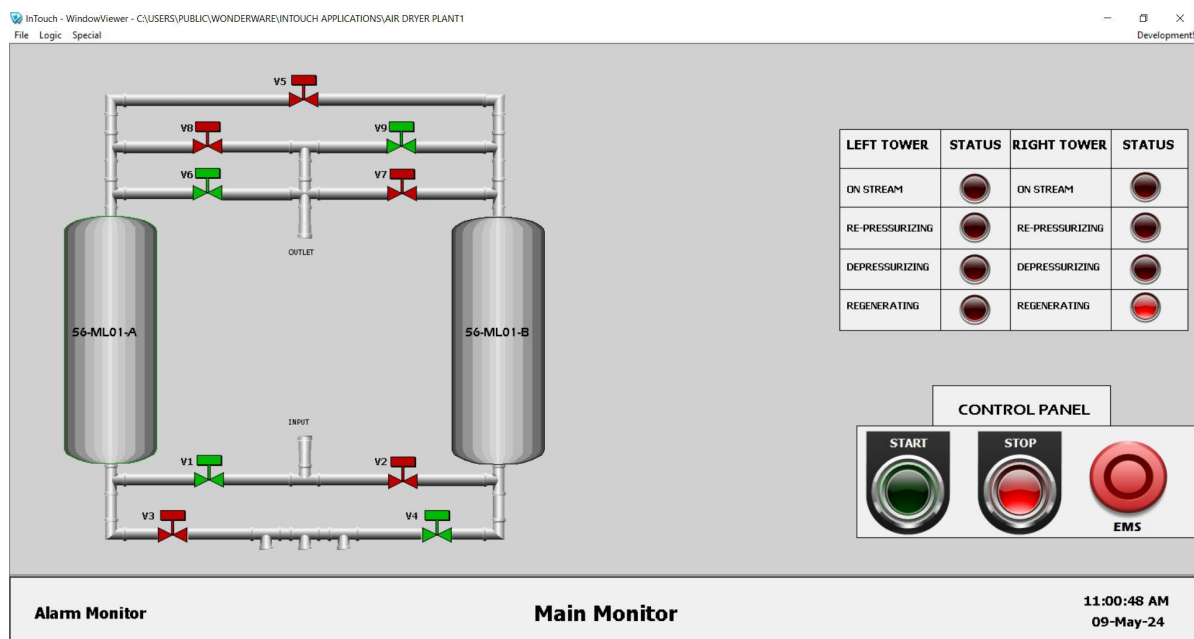 InTouch - WindowViewer - C:\USERS\PUBLIC\WONDERWARE\INTOUCH APPLICATIONS\AIR DRYER PLANT1
File Logic Special
Development!
V5
V8
V9
V6
V7
OUTLET
56-ML01-A
56-ML01-B
INPUT
V1
V2
V3
V4
LEFT TOWER STATUS RIGHT TOWER STATUS
ON STREAM ON STREAM
RE-PRESSURIZING RE-PRESSURIZING
DEPRESSURIZING DEPRESSURIZING
REGENERATING REGENERATING
CONTROL PANEL
START
STOP
EMS
Alarm Monitor
Main Monitor
11:00:48 AM
09-May-24